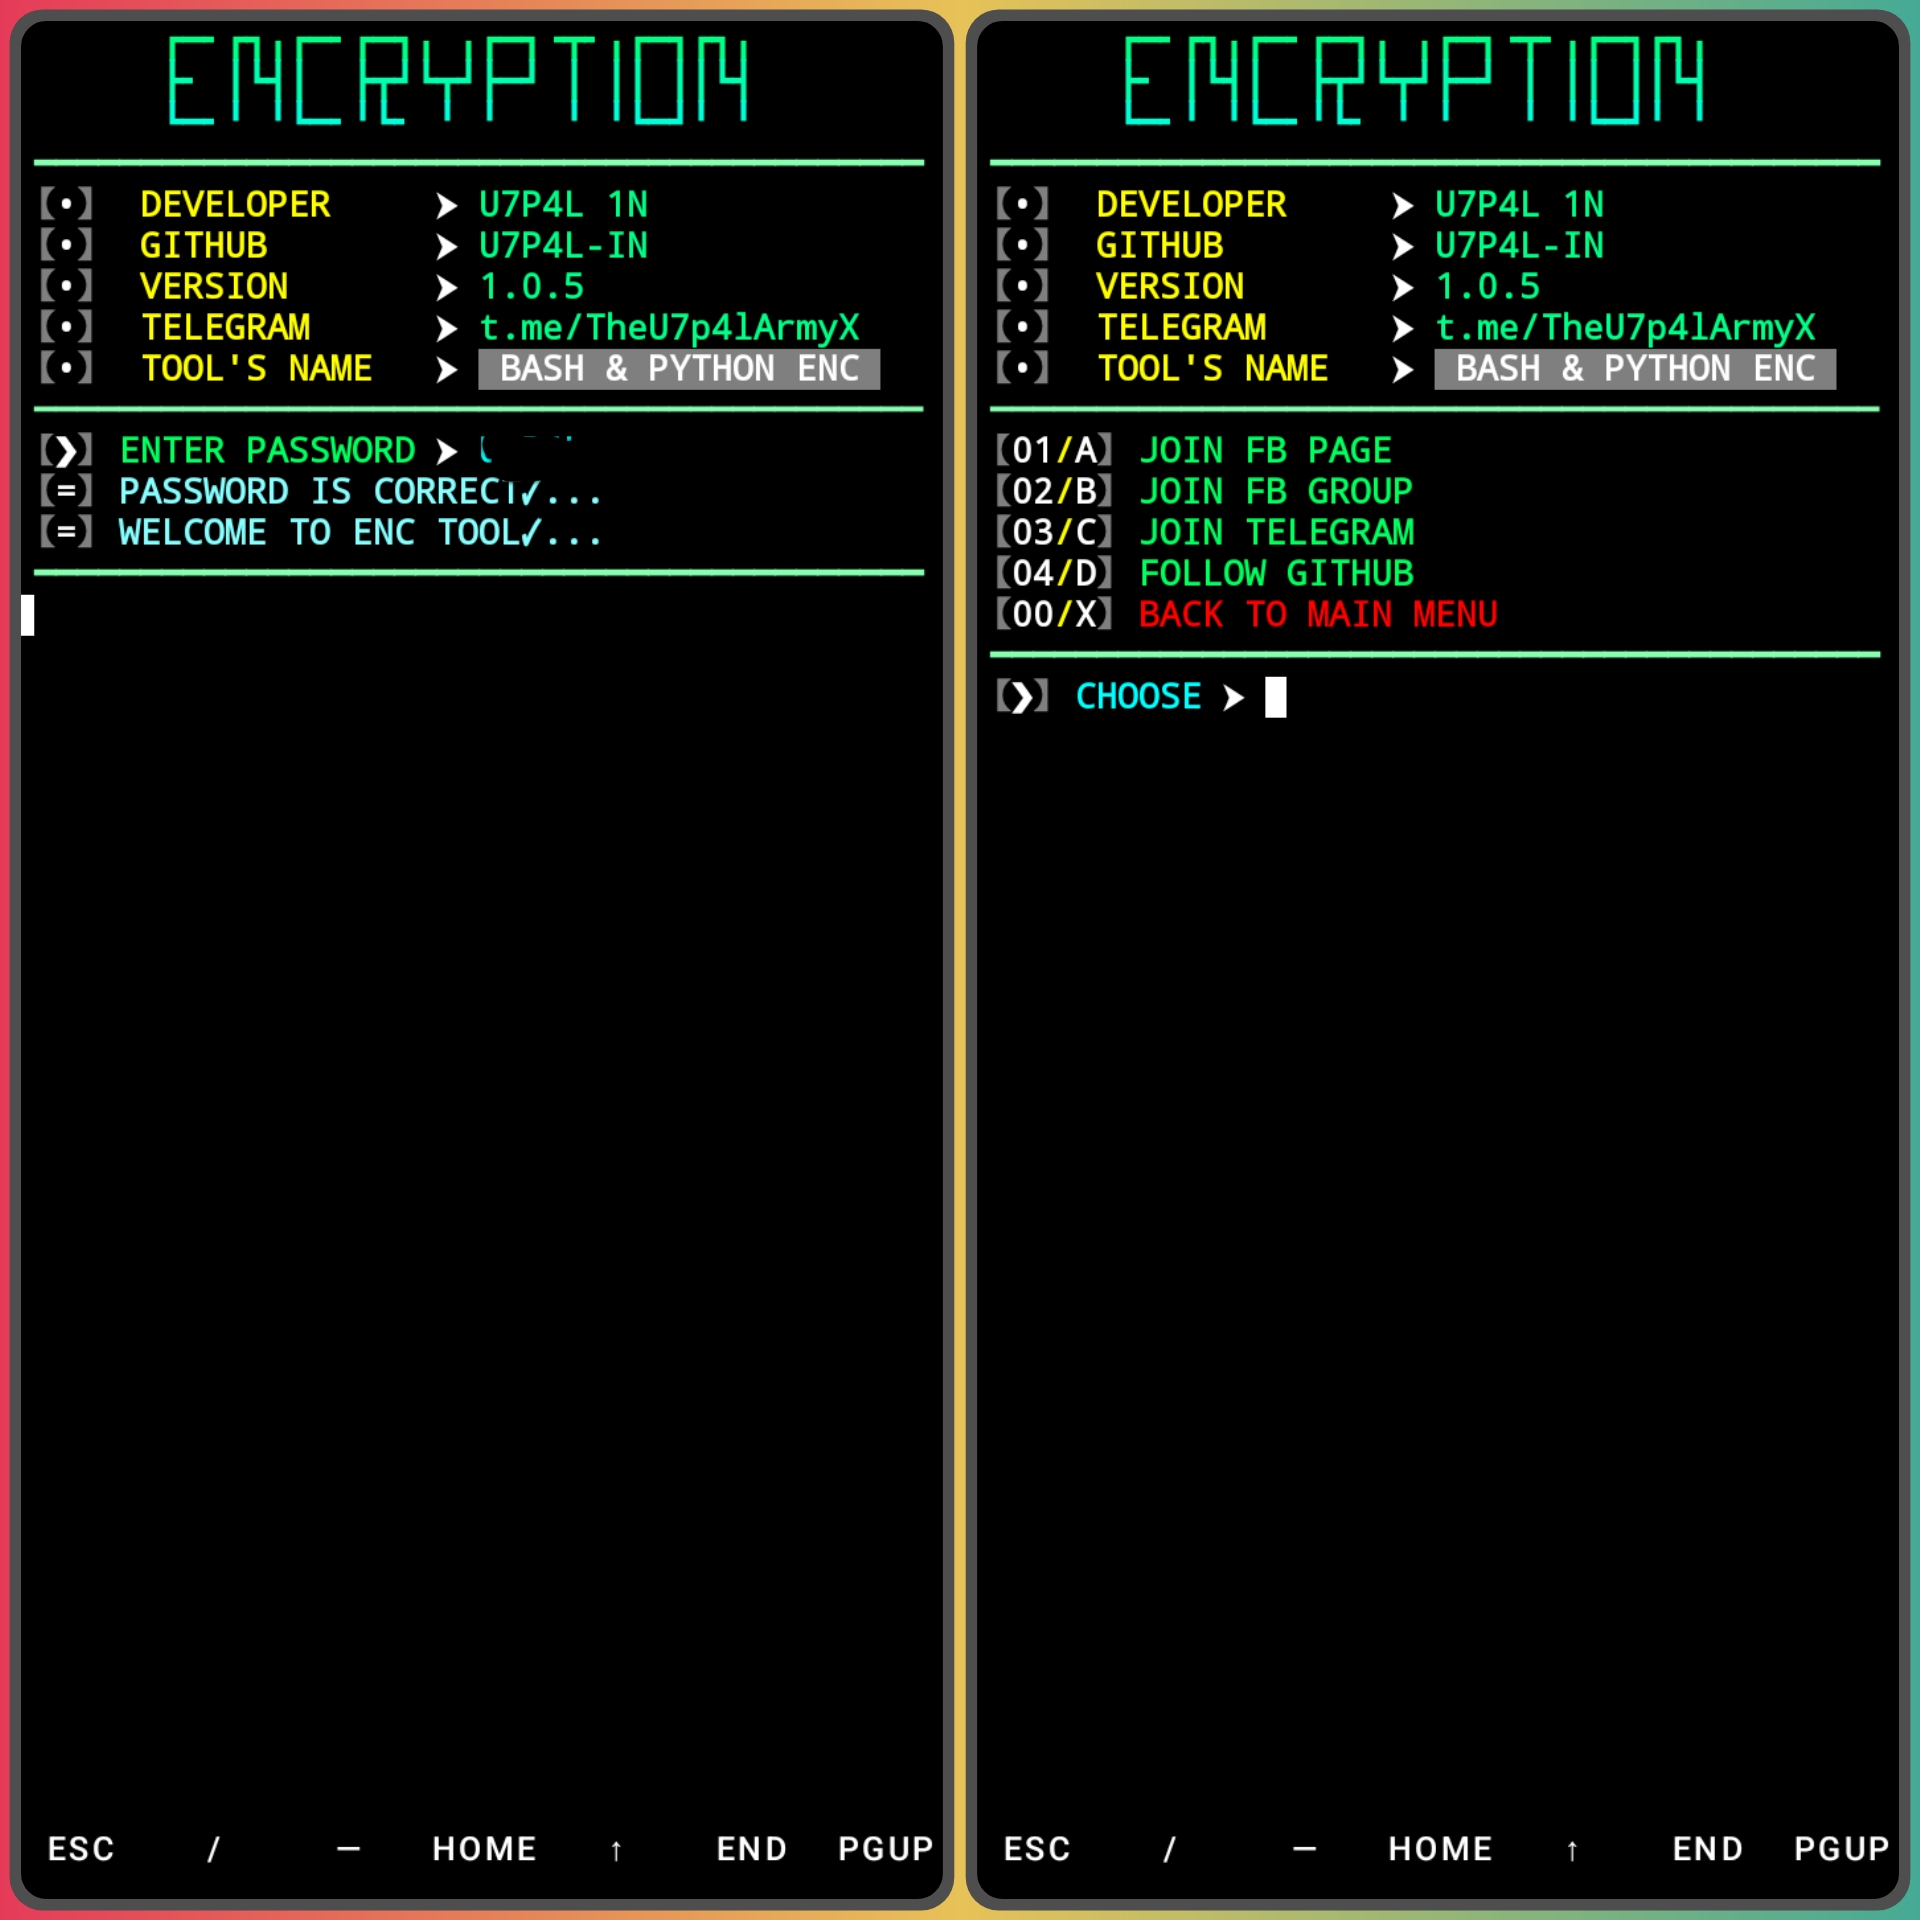 ENCRYPTION
[(•)] DEVELOPER ➤ U7P4L 1N
[(•)] GITHUB ➤ U7P4L-IN
[(•)] VERSION ➤ 1.0.5
[(•)] TELEGRAM ➤ t.me/TheU7p4lArmyX
[(•)] TOOL'S NAME ➤ BASH & PYTHON ENC
[(❯)] ENTER PASSWORD ➤
[(=)] PASSWORD IS CORRECT✓...
[(=)] WELCOME TO ENC TOOL✓...
ESC / — HOME ↑ END PGUP
ENCRYPTION
[(•)] DEVELOPER ➤ U7P4L 1N
[(•)] GITHUB ➤ U7P4L-IN
[(•)] VERSION ➤ 1.0.5
[(•)] TELEGRAM ➤ t.me/TheU7p4lArmyX
[(•)] TOOL'S NAME ➤ BASH & PYTHON ENC
[(01/A)] JOIN FB PAGE
[(02/B)] JOIN FB GROUP
[(03/C)] JOIN TELEGRAM
[(04/D)] FOLLOW GITHUB
[(00/X)] BACK TO MAIN MENU
[(❯)] CHOOSE ➤
ESC / — HOME ↑ END PGUP